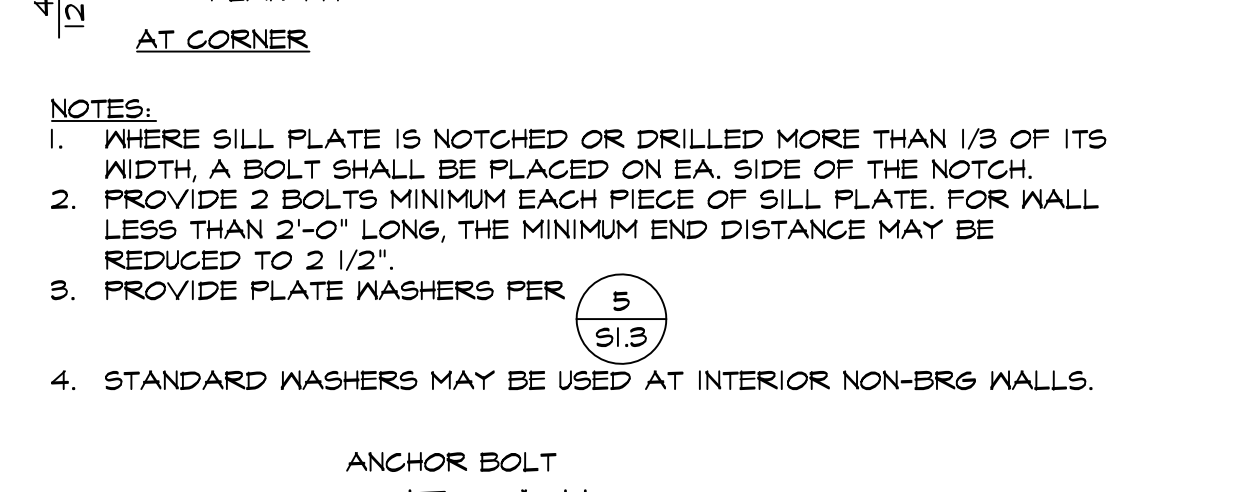 4
12
AT CORNER
NOTES:
1. WHERE SILL PLATE IS NOTCHED OR DRILLED MORE THAN 1/3 OF ITS
WIDTH, A BOLT SHALL BE PLACED ON EA. SIDE OF THE NOTCH.
2. PROVIDE 2 BOLTS MINIMUM EACH PIECE OF SILL PLATE. FOR WALL
LESS THAN 2'-0" LONG, THE MINIMUM END DISTANCE MAY BE
REDUCED TO 2 1/2".
3. PROVIDE PLATE WASHERS PER
5
S1.3
4. STANDARD WASHERS MAY BE USED AT INTERIOR NON-BRG WALLS.
ANCHOR BOLT